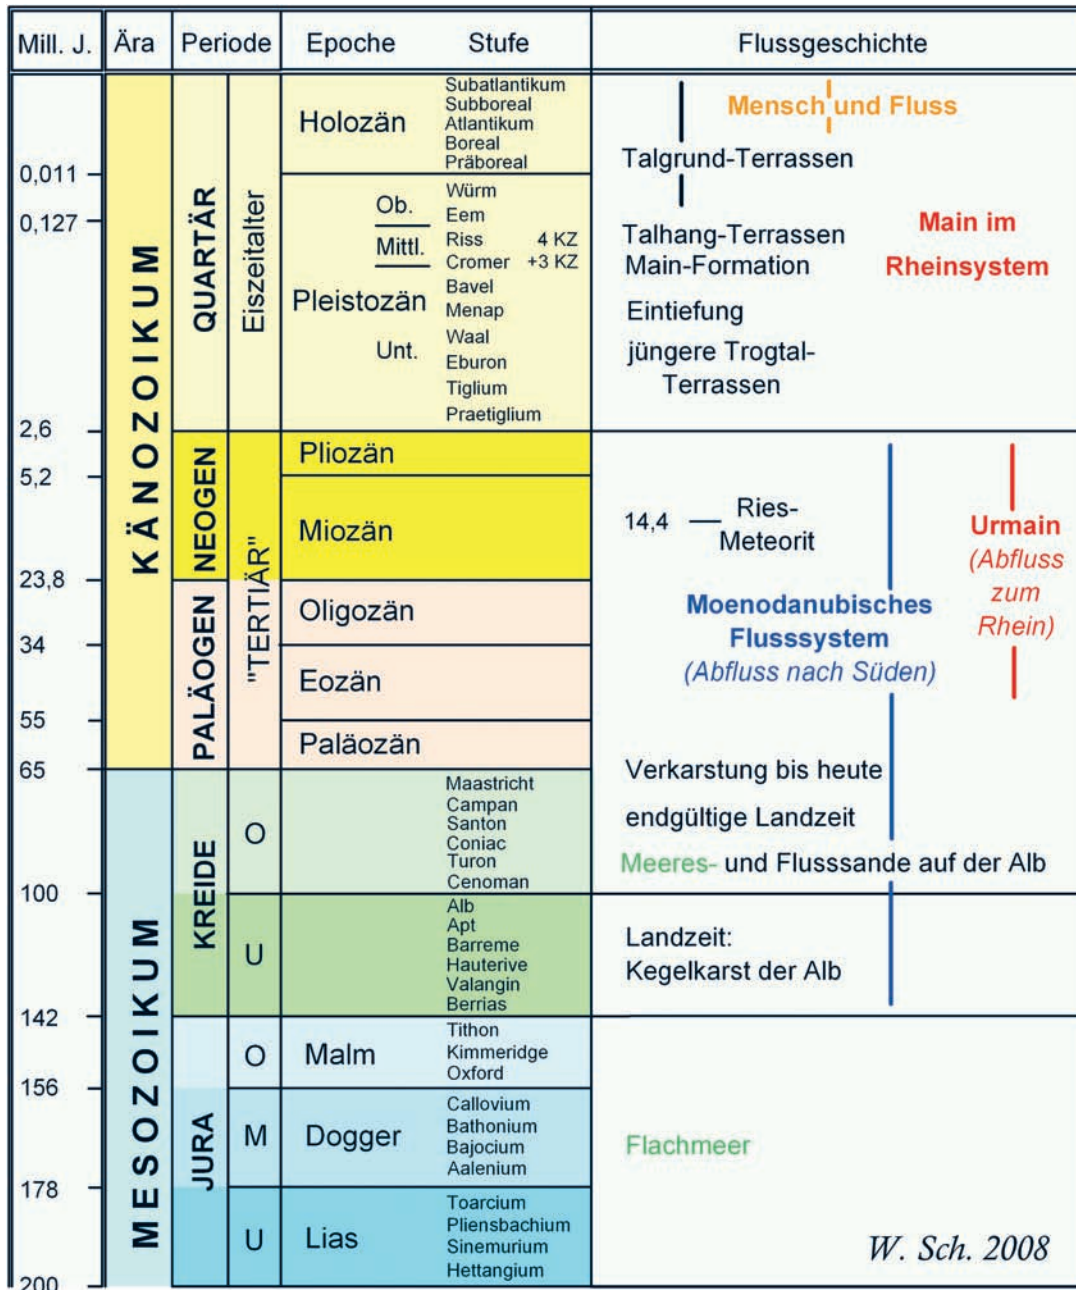 Mill. J. Ära Periode Epoche Stufe Flussgeschichte
Subatlantikum
Subboreal
Holozän Atlantikum
Boreal
Präboreal
Mensch und Fluss
Talgrund-Terrassen
0,011
0,127
2,6
5,2
23,8
34
55
65
100
142
156
178
200
KÄNOZOIKUM
MESOZOIKUM
QUARTÄR
NEOGEN
PALÄOGEN
KREIDE
JURA
Eiszeitalter
"TERTIÄR"
O
U
O
M
U
Pleistozän
Ob.
Mittl.
Unt.
Würm
Eem
Riss 4 KZ
Cromer +3 KZ
Bavel
Menap
Waal
Eburon
Tiglium
Praetiglium
Talhang-Terrassen
Main-Formation
Eintiefung
jüngere Trogtal-
Terrassen
Main im
Rheinsystem
Pliozän
Miozän
Oligozän
Eozän
Paläozän
14,4 — Ries-
Meteorit
Moenodanubisches
Flusssystem
(Abfluss nach Süden)
Urmain
(Abfluss
zum
Rhein)
Maastricht
Campan
Santon
Coniac
Turon
Cenoman
Verkarstung bis heute
endgültige Landzeit
Meeres- und Flusssande auf der Alb
Alb
Apt
Barreme
Hauterive
Valangin
Berrias
Landzeit:
Kegelkarst der Alb
Malm
Tithon
Kimmeridge
Oxford
Dogger
Callovium
Bathonium
Bajocium
Aalenium
Flachmeer
Lias
Toarcium
Pliensbachium
Sinemurium
Hettangium
W. Sch. 2008